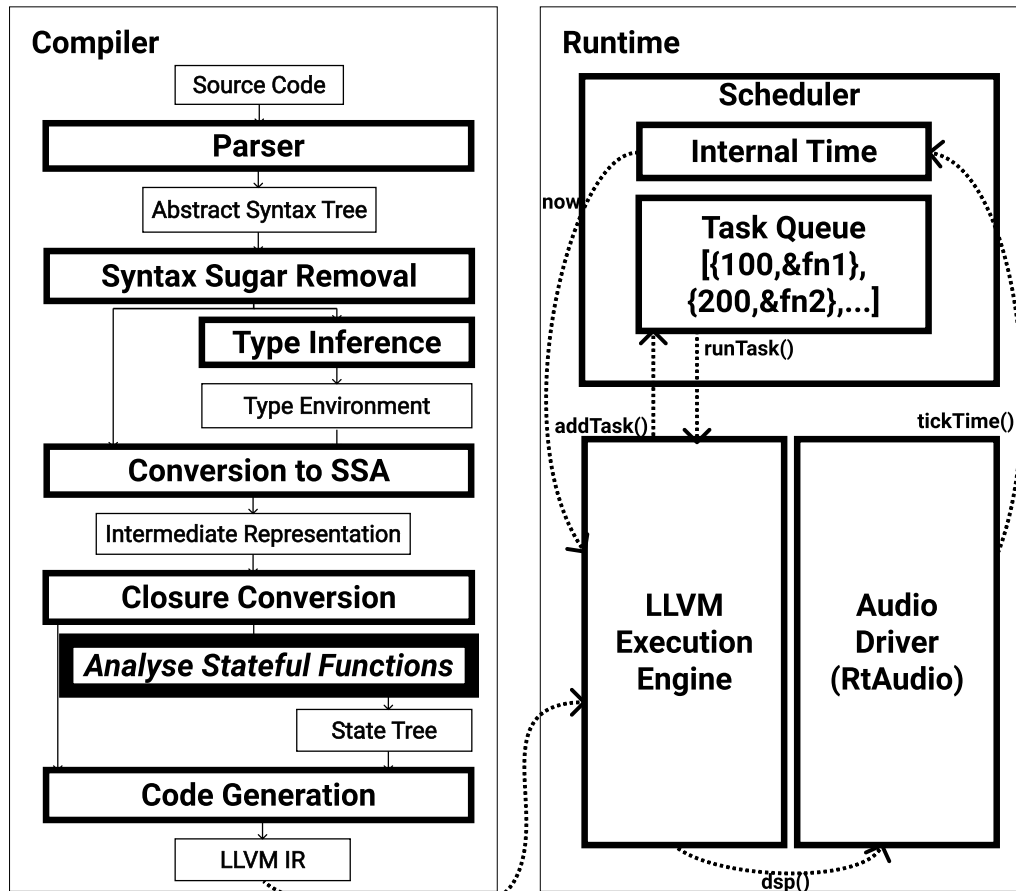 Compiler
Source Code
Parser
Abstract Syntax Tree
Syntax Sugar Removal
Type Inference
Type Environment
Conversion to SSA
Intermediate Representation
Closure Conversion
Analyse Stateful Functions
State Tree
Code Generation
LLVM IR
Runtime
Scheduler
Internal Time
now
Task Queue
[{100,&fn1},
{200,&fn2},...]
runTask()
addTask()
tickTime()
LLVM
Execution
Engine
Audio
Driver
(RtAudio)
dsp()